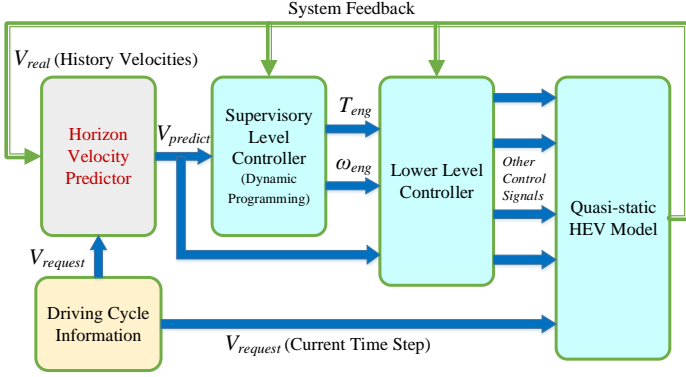 System Feedback
V_real (History Velocities)
Horizon
Velocity
Predictor
V_predict
Supervisory
Level
Controller
(Dynamic
Programming)
T_eng
ω_eng
Lower Level
Controller
Other
Control
Signals
Quasi-static
HEV Model
V_request
Driving Cycle
Information
V_request (Current Time Step)